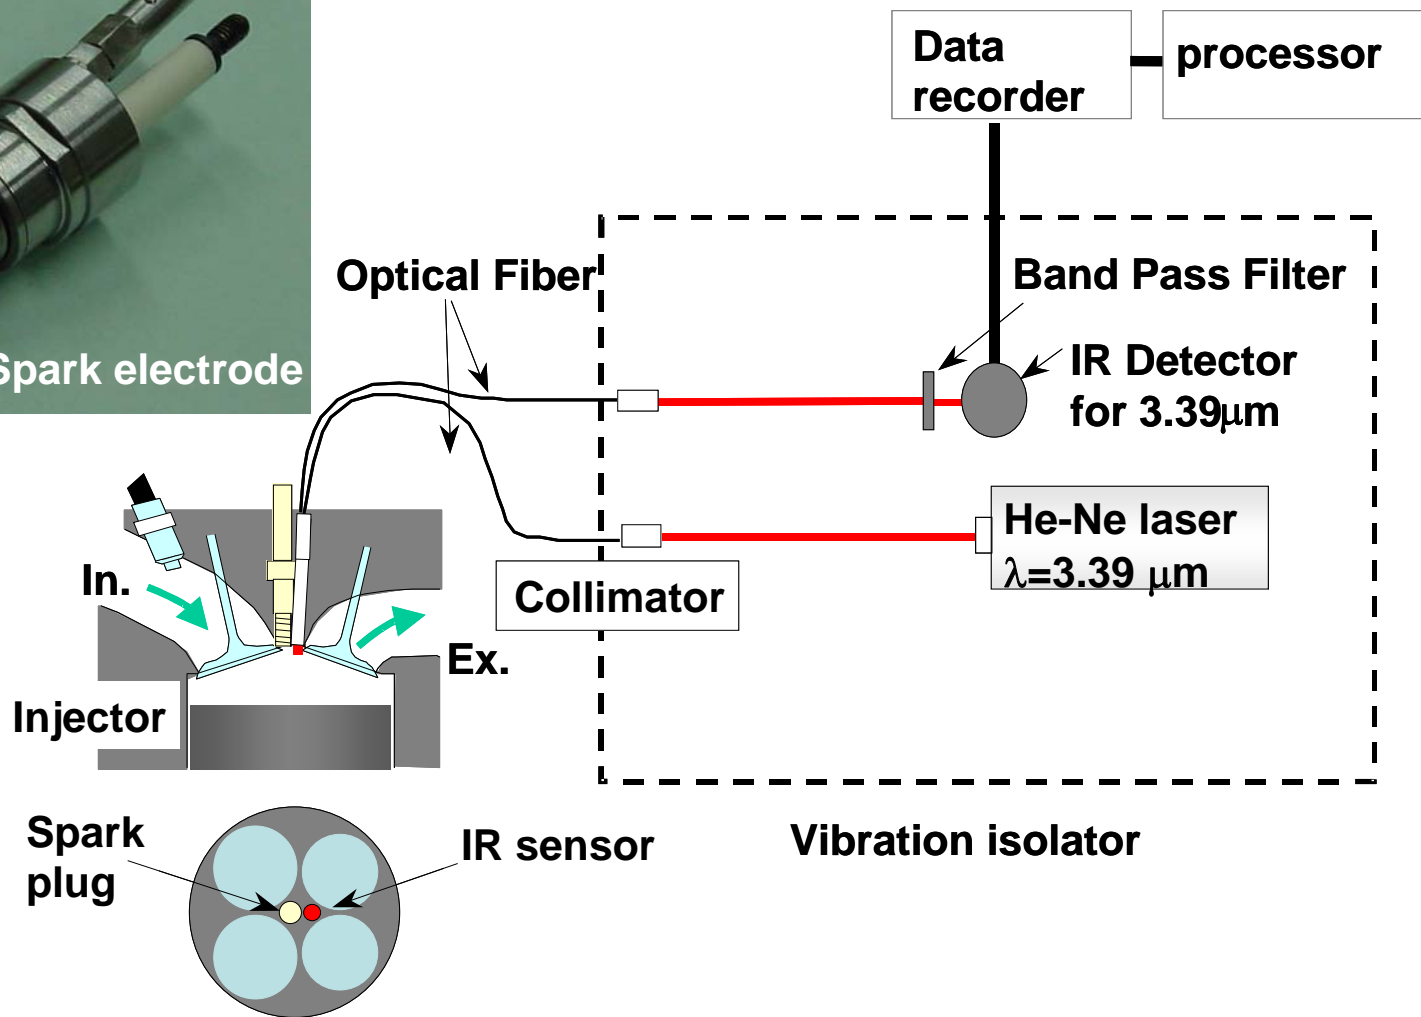 Data
recorder
processor
Optical Fiber
Band Pass Filter
Spark electrode
IR Detector
for 3.39μm
He-Ne laser
λ=3.39 μm
In.
Collimator
Ex.
Injector
Spark
plug
IR sensor
Vibration isolator